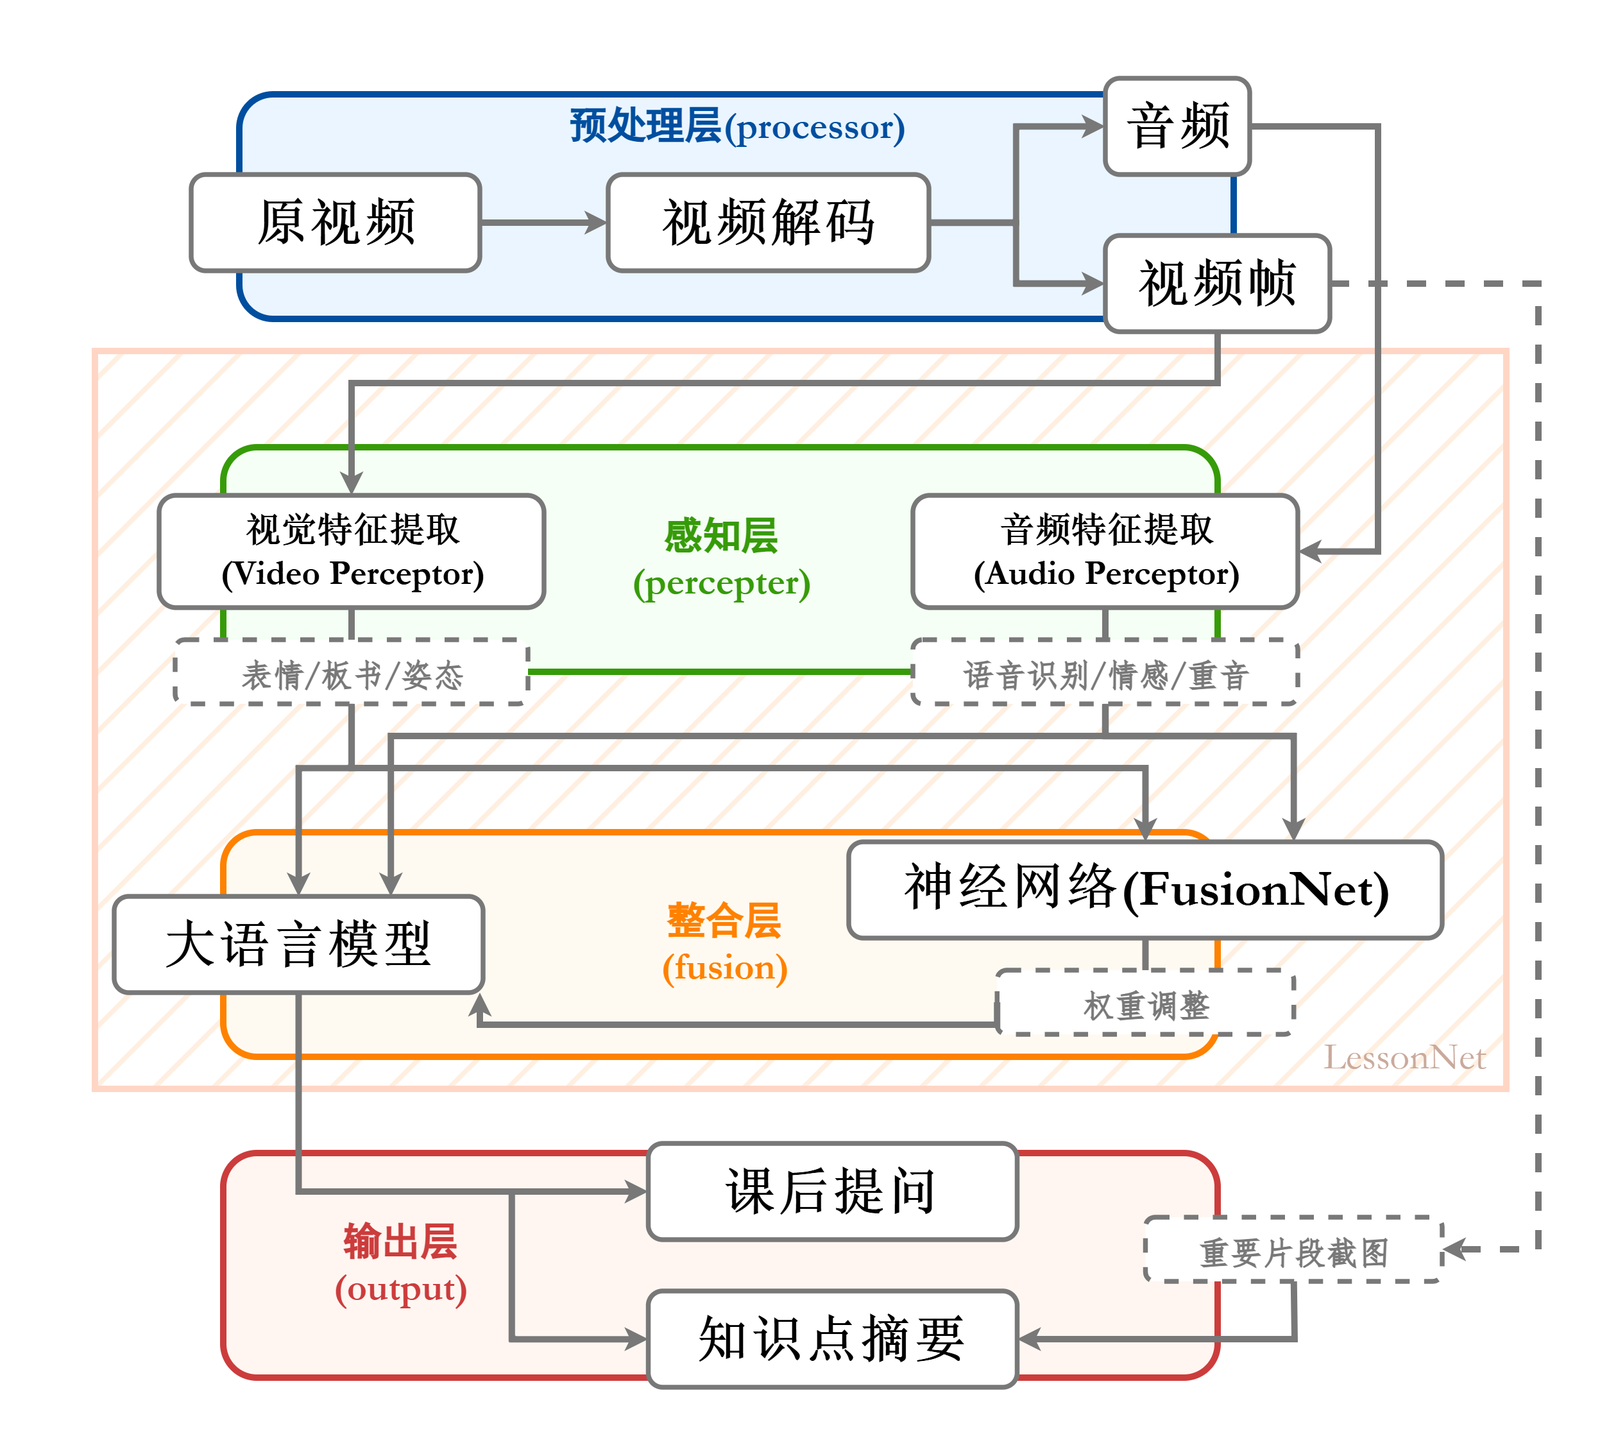 预处理层(processor)
音频
原视频
视频解码
视频帧
视觉特征提取
(Video Perceptor)
感知层
(percepter)
音频特征提取
(Audio Perceptor)
表情/板书/姿态
语音识别/情感/重音
神经网络(FusionNet)
大语言模型
整合层
(fusion)
权重调整
LessonNet
课后提问
输出层
(output)
重要片段截图
知识点摘要